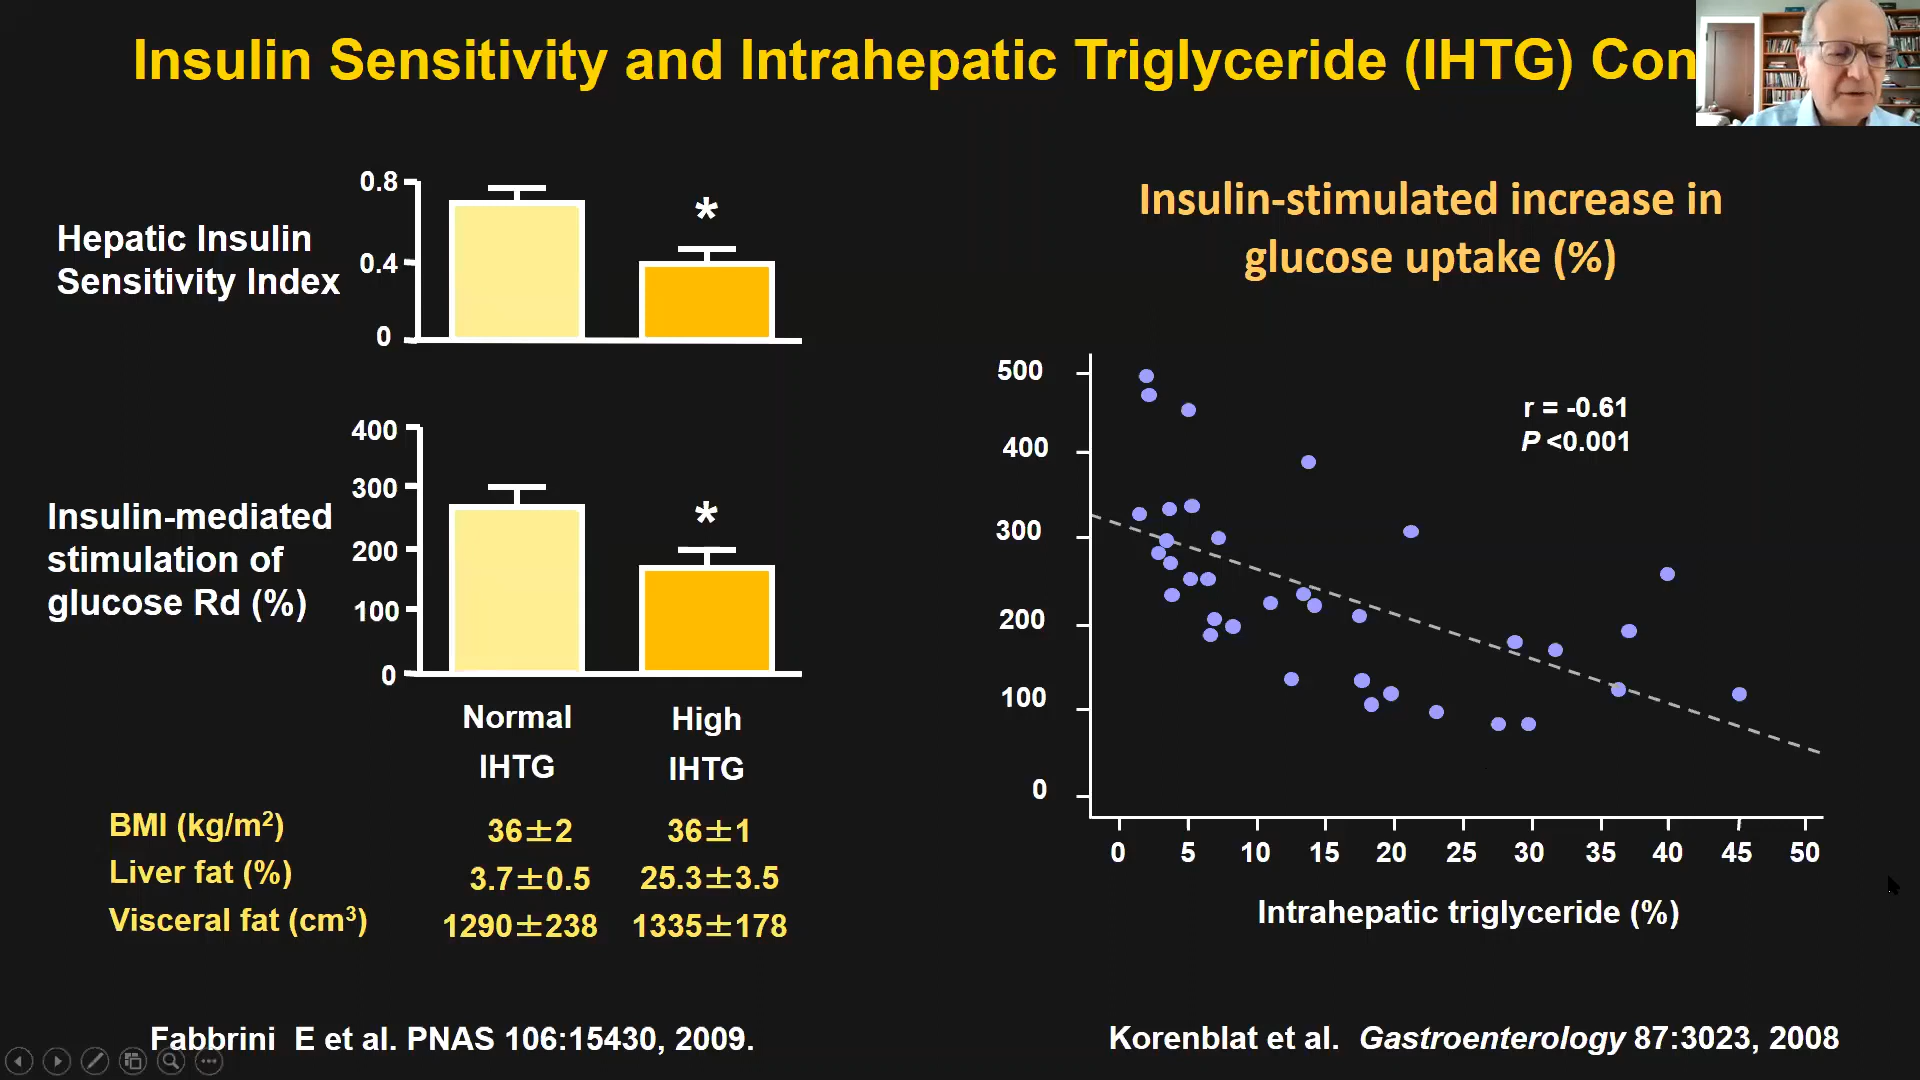 Insulin Sensitivity and Intrahepatic Triglyceride (IHTG) Con
Hepatic Insulin
Sensitivity Index
0.8
0.4
0
*
Insulin-mediated
stimulation of
glucose Rd (%)
400
300
200
100
0
*
Normal
IHTG
High
IHTG
BMI (kg/m²) 36±2 36±1
Liver fat (%) 3.7±0.5 25.3±3.5
Visceral fat (cm³) 1290±238 1335±178
Fabbrini E et al. PNAS 106:15430, 2009.
Insulin-stimulated increase in
glucose uptake (%)
500
400
300
200
100
0
r = -0.61
P <0.001
0 5 10 15 20 25 30 35 40 45 50
Intrahepatic triglyceride (%)
Korenblat et al. Gastroenterology 87:3023, 2008